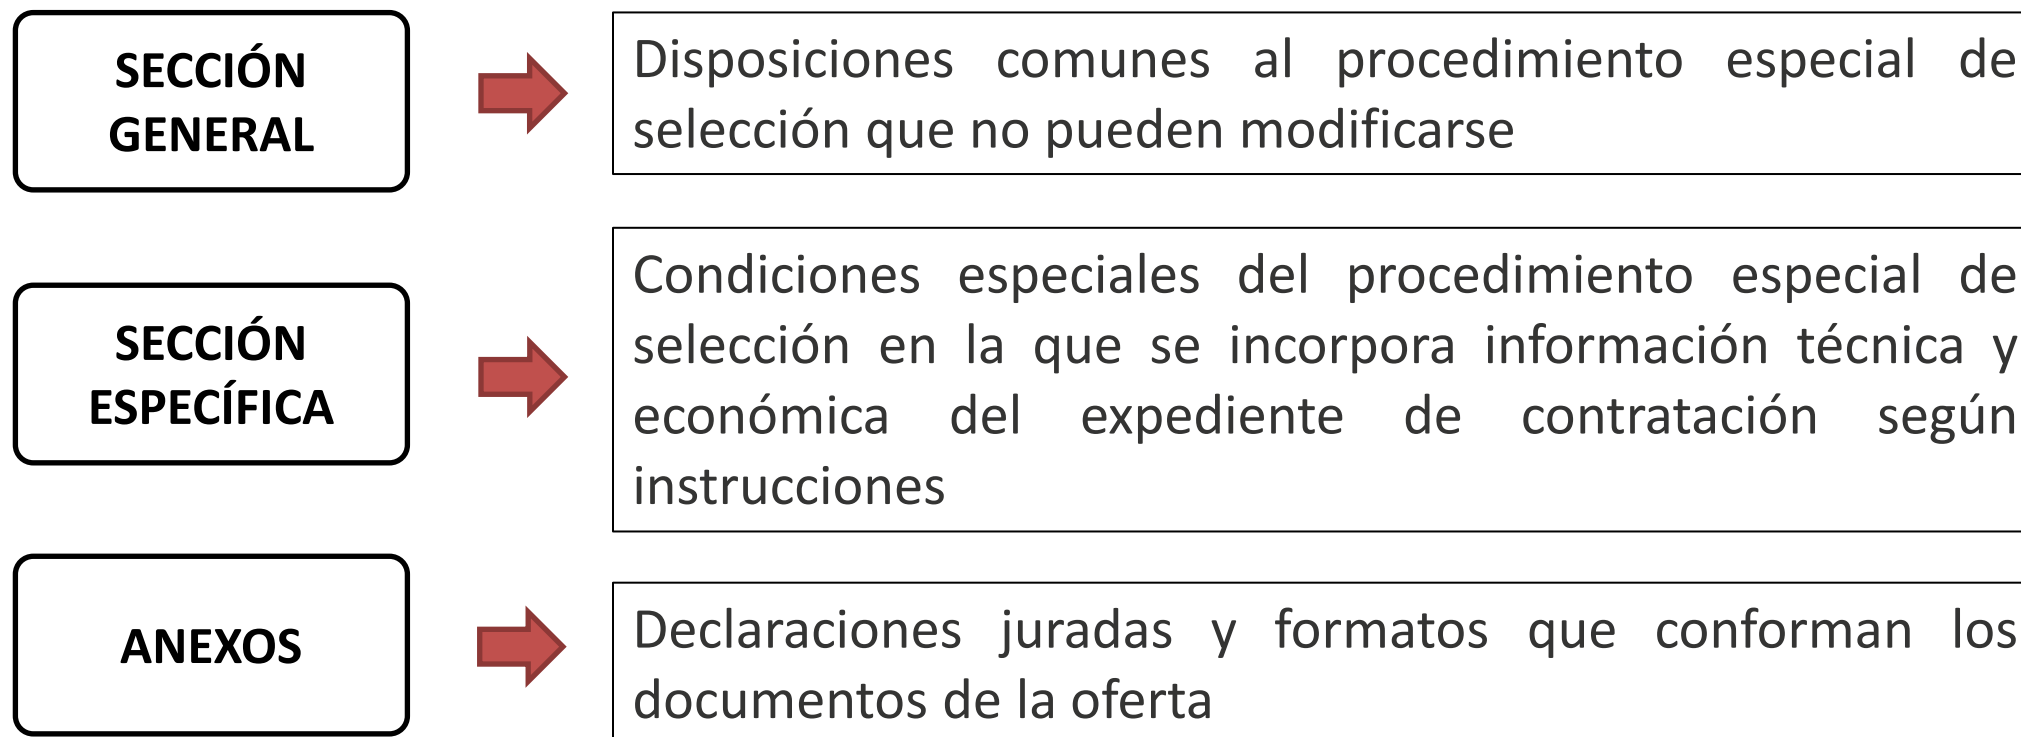 SECCIÓN
GENERAL
Disposiciones comunes al procedimiento especial de
selección que no pueden modificarse
SECCIÓN
ESPECÍFICA
Condiciones especiales del procedimiento especial de
selección en la que se incorpora información técnica y
económica del expediente de contratación según
instrucciones
ANEXOS
Declaraciones juradas y formatos que conforman los
documentos de la oferta